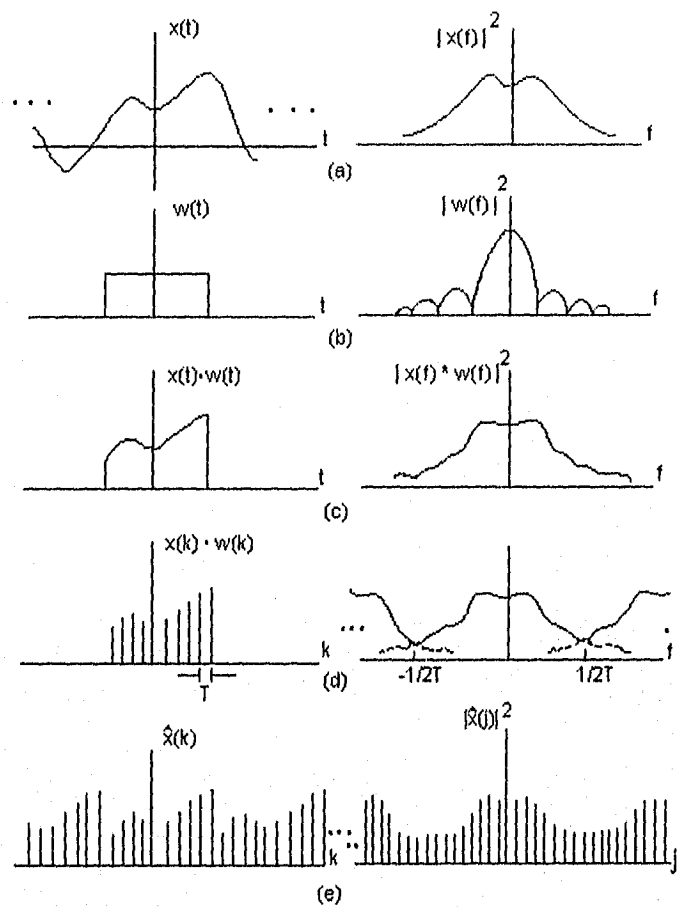 x(t)
|x(f)|²
. . .
. . .
t
f
(a)
w(t)
|w(f)|²
t
f
(b)
x(t)·w(t)
|x(f) * w(f)|²
t
f
(c)
x(k) · w(k)
...
k
T
-1/2T
1/2T
f
(d)
x̂(k)
|x̂(j)|²
k
j
(e)